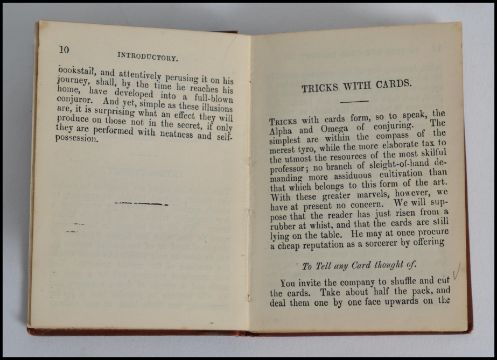 10
INTRODUCTORY.
bookstall, and attentively perusing it on his
journey, shall, by the time he reaches his
home, have developed into a full-blown
conjuror. And yet, simple as these illusions
are, it is surprising what an effect they will
produce on those not in the secret, if only
they are performed with neatness and self-
possession.
TRICKS WITH CARDS.
TRICKS with cards form, so to speak, the
Alpha and Omega of conjuring. The
simplest are within the compass of the
merest tyro, while the more elaborate tax to
the utmost the resources of the most skilful
professor; no branch of sleight-of-hand de-
manding more assiduous cultivation than
that which belongs to this form of the art.
With these greater marvels, however, we
have at present no concern. We will sup-
pose that the reader has just risen from a
rubber at whist, and that the cards are still
lying on the table. He may at once procure
a cheap reputation as a sorcerer by offering
To Tell any Card thought of.
You invite the company to shuffle and cut
the cards. Take about half the pack, and
deal them one by one face upwards on the